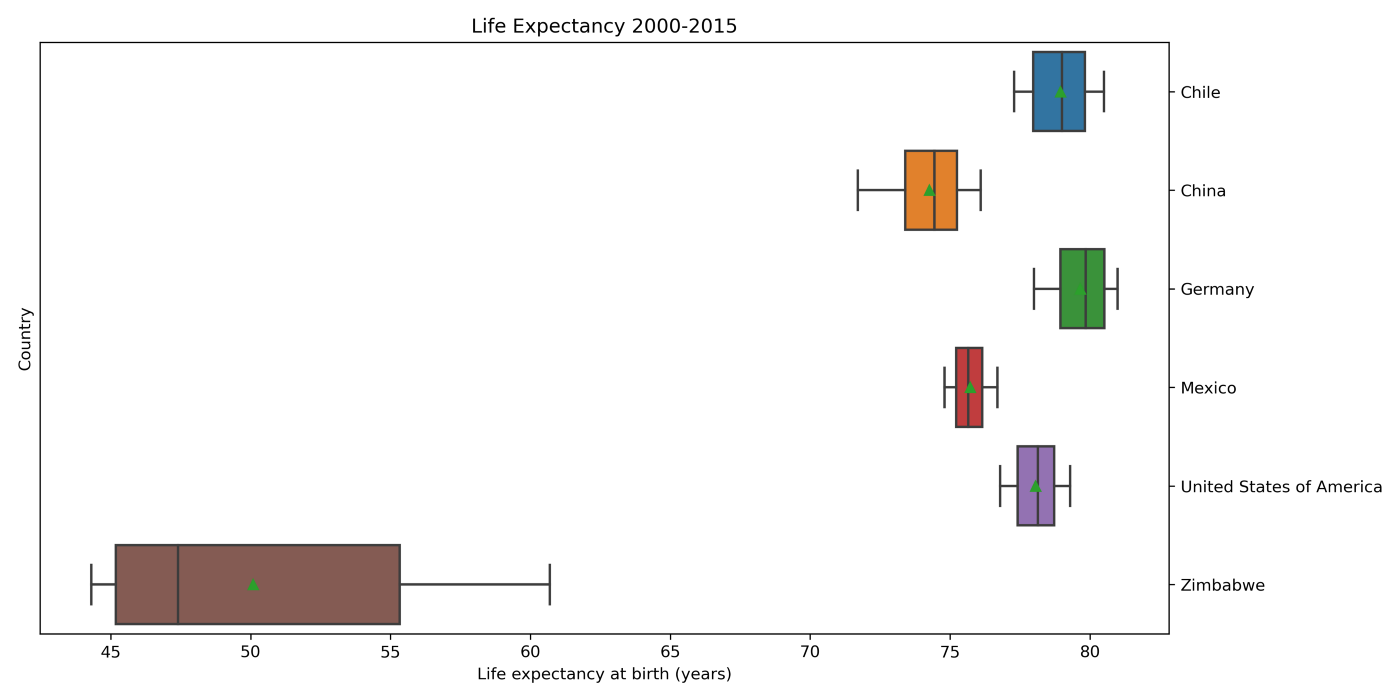 Life Expectancy 2000-2015
Chile
China
Germany
Mexico
United States of America
Zimbabwe
Country
45 50 55 60 65 70 75 80
Life expectancy at birth (years)